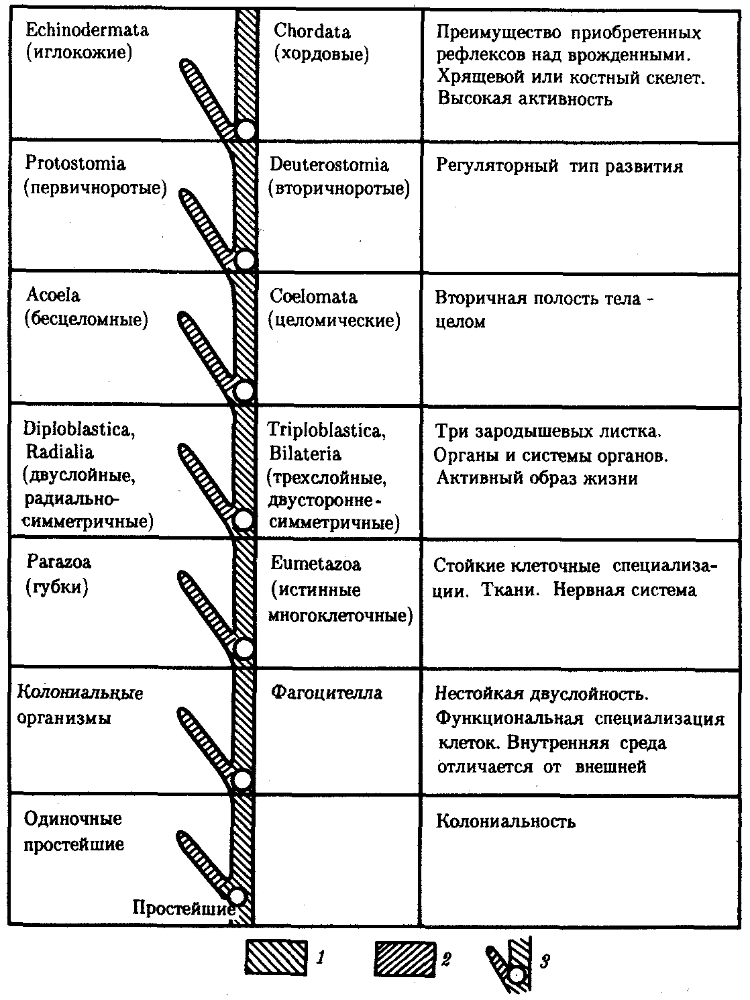 Echinodermata
(иглокожие)
Chordata
(хордовые)
Преимущество приобретенных
рефлексов над врожденными.
Хрящевой или костный скелет.
Высокая активность
Protostomia
(первичноротые)
Deuterostomia
(вторичноротые)
Регуляторный тип развития
Acoela
(бесцеломные)
Coelomata
(целомические)
Вторичная полость тела -
целом
Diploblastica,
Radialia
(двуслойные,
радиально-
симметричные)
Triploblastica,
Bilateria
(трехслойные,
двусторонне-
симметричные)
Три зародышевых листка.
Органы и системы органов.
Активный образ жизни
Parazoa
(губки)
Eumetazoa
(истинные
многоклеточные)
Стойкие клеточные специализа-
ции. Ткани. Нервная система
Колониальные
организмы
Фагоцителла
Нестойкая двуслойность.
Функциональная специализация
клеток. Внутренняя среда
отличается от внешней
Одиночные
простейшие
Колониальность
Простейшие
1
2
3